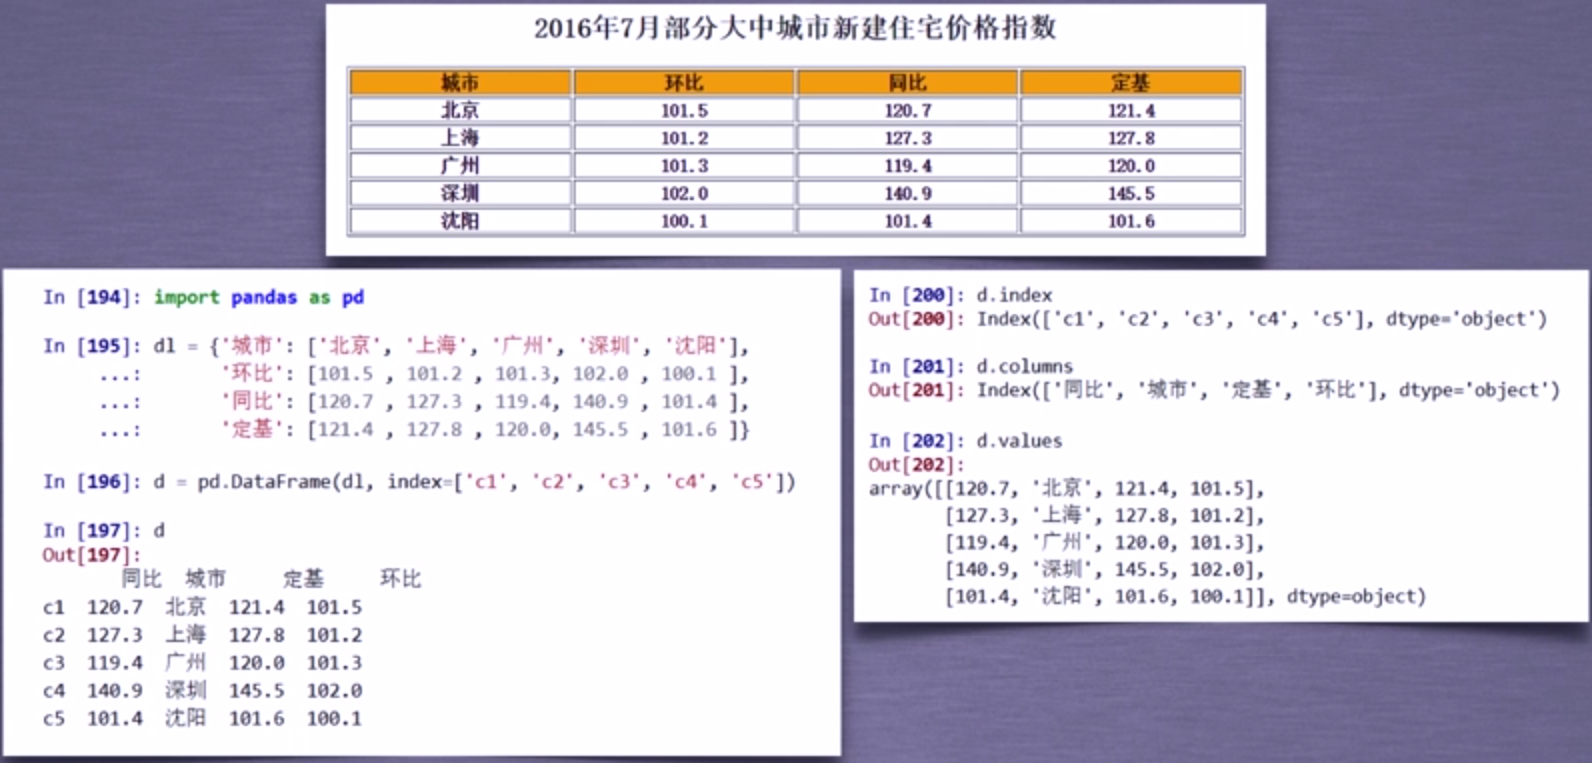 2016年7月部分大中城市新建住宅价格指数
城市 环比 同比 定基
北京 101.5 120.7 121.4
上海 101.2 127.3 127.8
广州 101.3 119.4 120.0
深圳 102.0 140.9 145.5
沈阳 100.1 101.4 101.6
In [194]: import pandas as pd
In [195]: dl = {'城市': ['北京', '上海', '广州', '深圳', '沈阳'],
...: '环比': [101.5 , 101.2 , 101.3, 102.0 , 100.1 ],
...: '同比': [120.7 , 127.3 , 119.4, 140.9 , 101.4 ],
...: '定基': [121.4 , 127.8 , 120.0, 145.5 , 101.6 ]}
In [196]: d = pd.DataFrame(dl, index=['c1', 'c2', 'c3', 'c4', 'c5'])
In [197]: d
Out[197]:
同比 城市 定基 环比
c1 120.7 北京 121.4 101.5
c2 127.3 上海 127.8 101.2
c3 119.4 广州 120.0 101.3
c4 140.9 深圳 145.5 102.0
c5 101.4 沈阳 101.6 100.1
In [200]: d.index
Out[200]: Index(['c1', 'c2', 'c3', 'c4', 'c5'], dtype='object')
In [201]: d.columns
Out[201]: Index(['同比', '城市', '定基', '环比'], dtype='object')
In [202]: d.values
Out[202]:
array([[120.7, '北京', 121.4, 101.5],
[127.3, '上海', 127.8, 101.2],
[119.4, '广州', 120.0, 101.3],
[140.9, '深圳', 145.5, 102.0],
[101.4, '沈阳', 101.6, 100.1]], dtype=object)